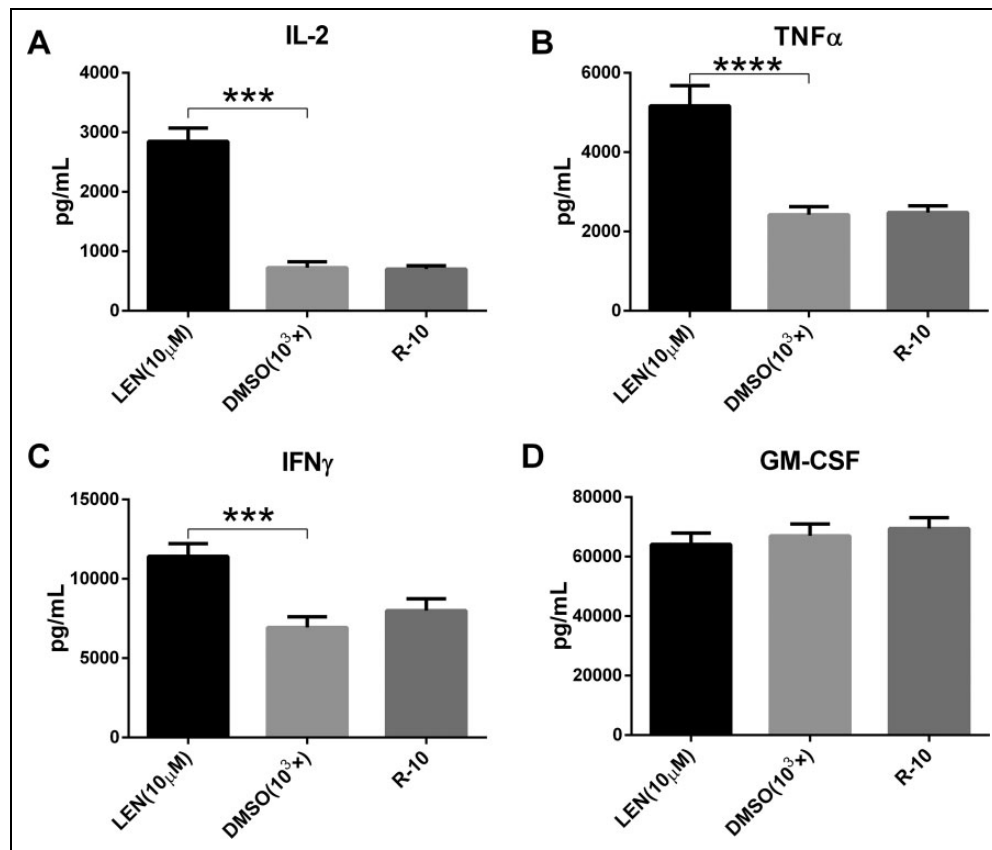 A
IL-2
4000
3000
2000
1000
0
pg/mL
***
LEN(10μM)
DMSO(10³+)
R-10
B
TNFα
6000
4000
2000
0
pg/mL
****
LEN(10μM)
DMSO(10³+)
R-10
C
IFNγ
15000
10000
5000
0
pg/mL
***
LEN(10μM)
DMSO(10³+)
R-10
D
GM-CSF
80000
60000
40000
20000
0
pg/mL
LEN(10μM)
DMSO(10³+)
R-10